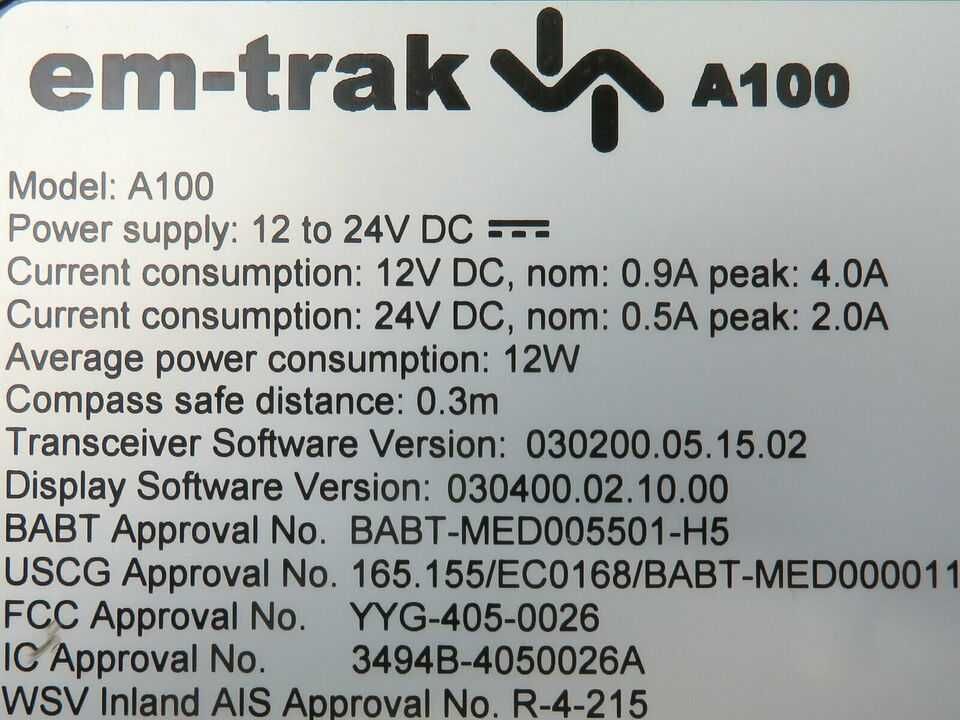 em-trak A100
Model: A100
Power supply: 12 to 24V DC
Current consumption: 12V DC, nom: 0.9A peak: 4.0A
Current consumption: 24V DC, nom: 0.5A peak: 2.0A
Average power consumption: 12W
Compass safe distance: 0.3m
Transceiver Software Version: 030200.05.15.02
Display Software Version: 030400.02.10.00
BABT Approval No. BABT-MED005501-H5
USCG Approval No. 165.155/EC0168/BABT-MED000011
FCC Approval No. YYG-405-0026
IC Approval No. 3494B-4050026A
WSV Inland AIS Approval No. R-4-215